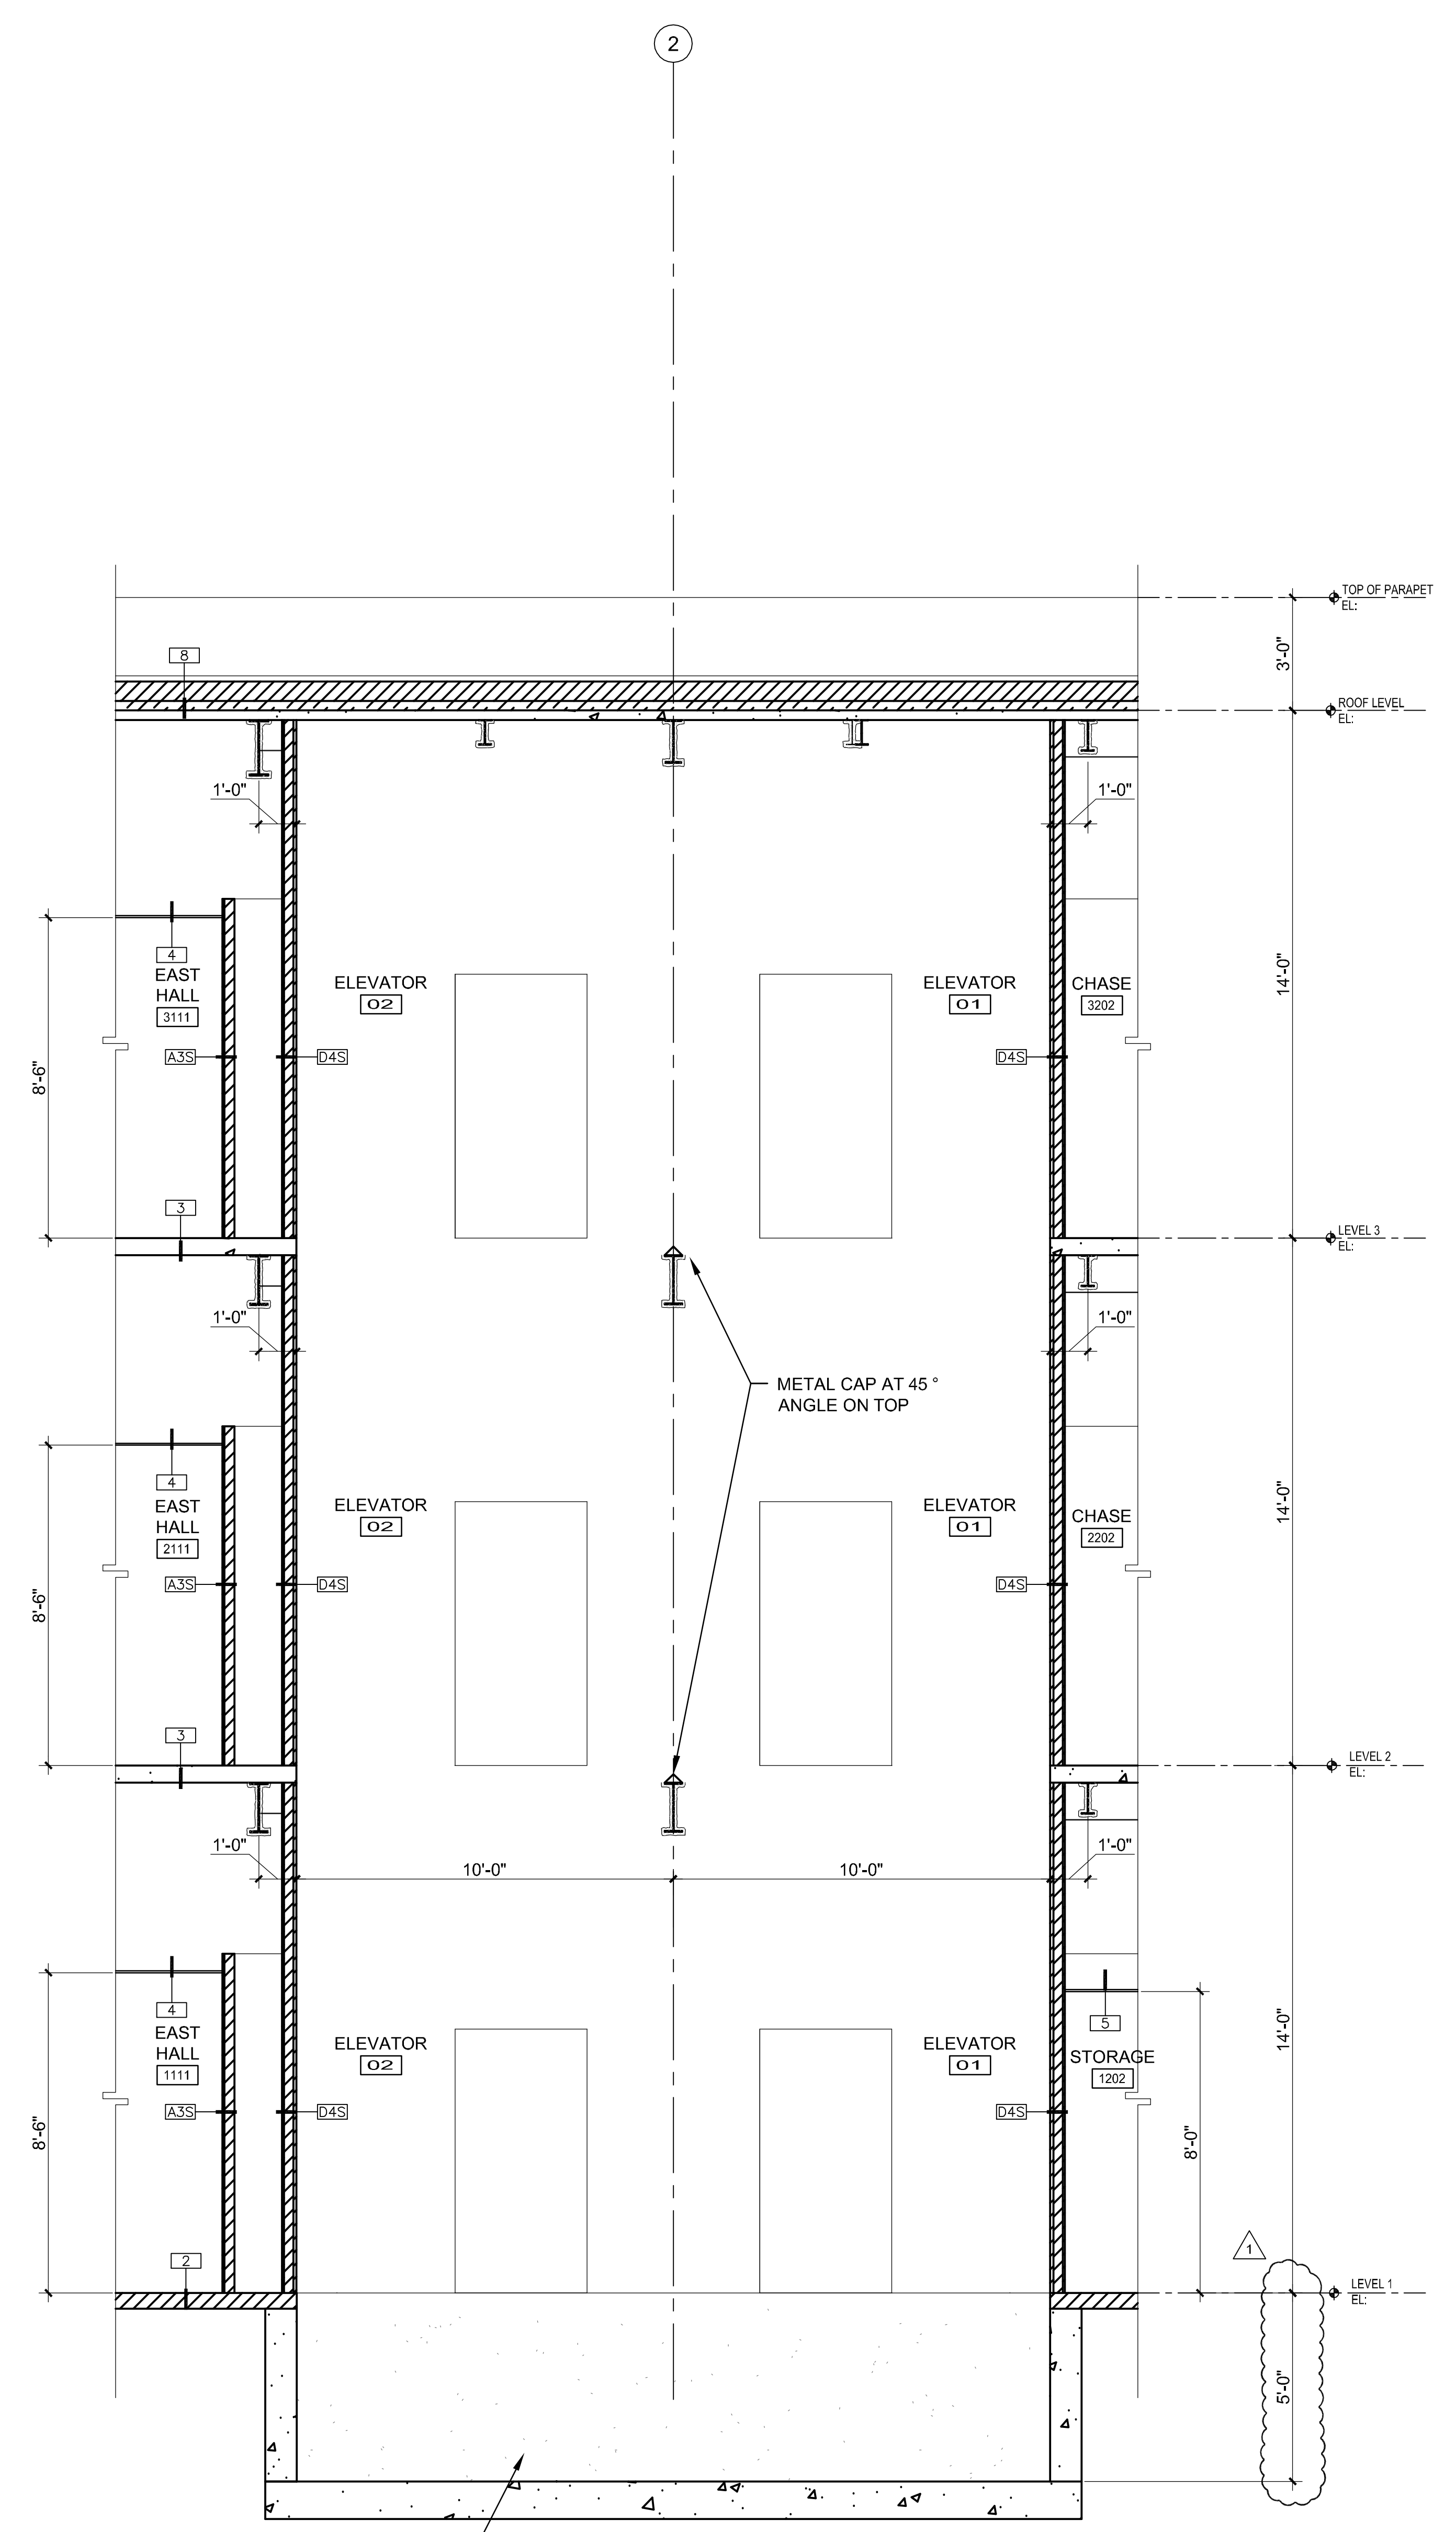 2
TOP OF PARAPET
EL:
3'-0"
8
ROOF LEVEL
EL:
1'-0"
1'-0"
4
EAST
HALL
3111
ELEVATOR
02
ELEVATOR
01
CHASE
3202
14'-0"
8'-6"
A3S
D4S
D4S
3
LEVEL 3
EL:
1'-0"
1'-0"
METAL CAP AT 45 °
ANGLE ON TOP
4
EAST
HALL
2111
ELEVATOR
02
ELEVATOR
01
CHASE
2202
14'-0"
8'-6"
A3S
D4S
D4S
3
LEVEL 2
EL:
1'-0"
10'-0"
10'-0"
1'-0"
4
EAST
HALL
1111
ELEVATOR
02
ELEVATOR
01
5
STORAGE
1202
14'-0"
8'-6"
A3S
D4S
D4S
8'-0"
2
1
LEVEL 1
EL:
5'-0"